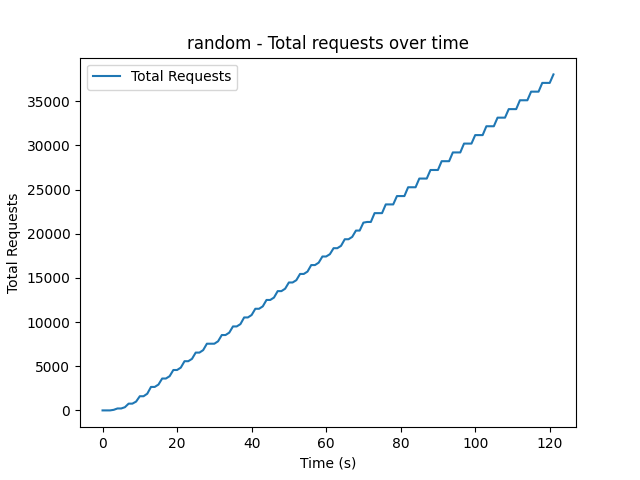 random - Total requests over time
Total Requests
Total Requests
35000
30000
25000
20000
15000
10000
5000
0
0 20 40 60 80 100 120
Time (s)